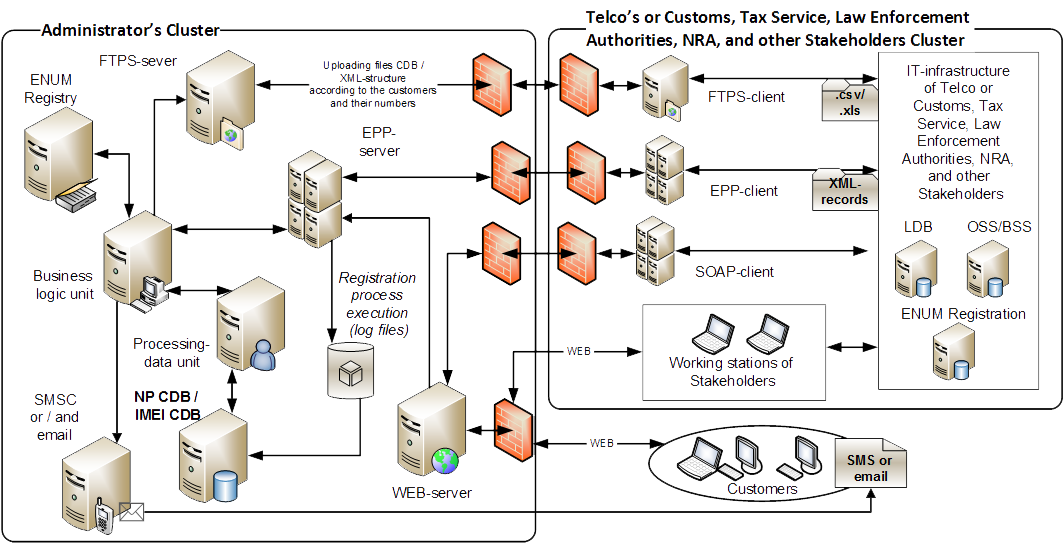 Administrator's Cluster
Telco's or Customs, Tax Service, Law Enforcement
Authorities, NRA, and other Stakeholders Cluster
FTPS-sever
ENUM
Registry
Uploading files CDB /
XML-structure
according to the customers
and their numbers
EPP-
server
Business
logic unit
Registration
process
execution
(log files)
Processing-
data unit
NP CDB /
IMEI CDB
SMSC
or / and
email
WEB-server
FTPS-client
.csv/
.xls
EPP-client
XML-
records
SOAP-client
IT-infrastructure
of Telco or
Customs, Tax
Service, Law
Enforcement
Authorities, NRA,
and other
Stakeholders
LDB
OSS/BSS
ENUM Registration
WEB
Working stations of
Stakeholders
WEB
Customers
SMS or
email